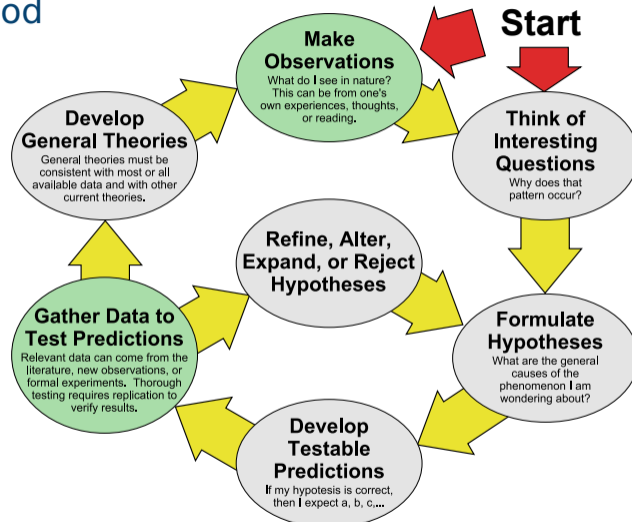 od
Start
Make
Observations
What do I see in nature?
This can be from one's
own experiences, thoughts,
or reading.
Think of
Interesting
Questions
Why does that
pattern occur?
Formulate
Hypotheses
What are the general
causes of the
phenomenon I am
wondering about?
Develop
Testable
Predictions
If my hypotesis is correct,
then I expect a, b, c,...
Gather Data to
Test Predictions
Relevant data can come from the
literature, new observations, or
formal experiments. Thorough
testing requires replication to
verify results.
Refine, Alter,
Expand, or Reject
Hypotheses
Develop
General Theories
General theories must be
consistent with most or all
available data and with other
current theories.